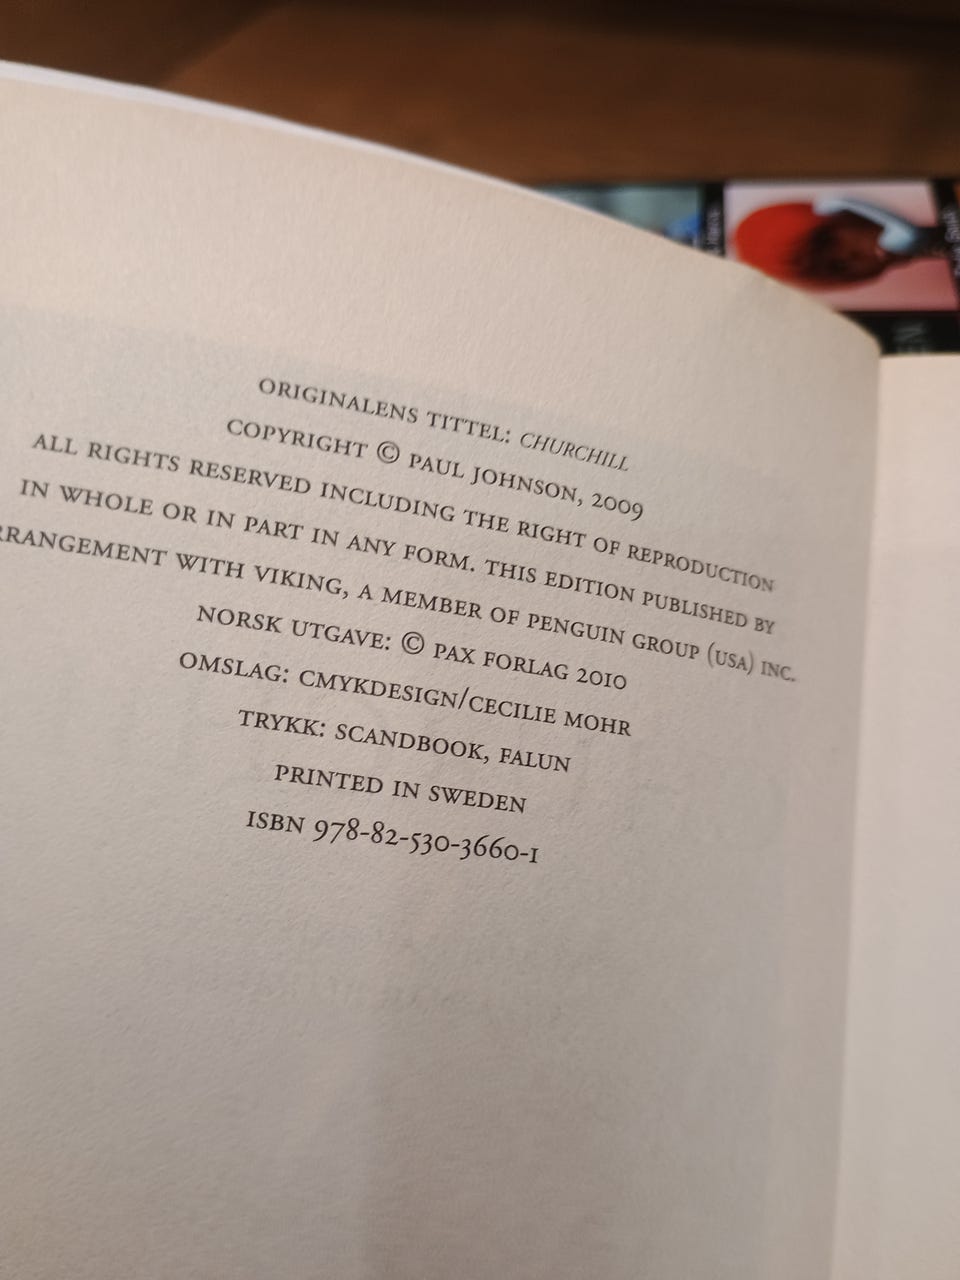 ORIGINALENS TITTEL: CHURCHILL
COPYRIGHT © PAUL JOHNSON, 2009
ALL RIGHTS RESERVED INCLUDING THE RIGHT OF REPRODUCTION
IN WHOLE OR IN PART IN ANY FORM. THIS EDITION PUBLISHED BY
RRANGEMENT WITH VIKING, A MEMBER OF PENGUIN GROUP (USA) INC.
NORSK UTGAVE: © PAX FORLAG 2010
OMSLAG: CMYKDESIGN/CECILIE MOHR
TRYKK: SCANDBOOK, FALUN
PRINTED IN SWEDEN
ISBN 978-82-530-3660-1